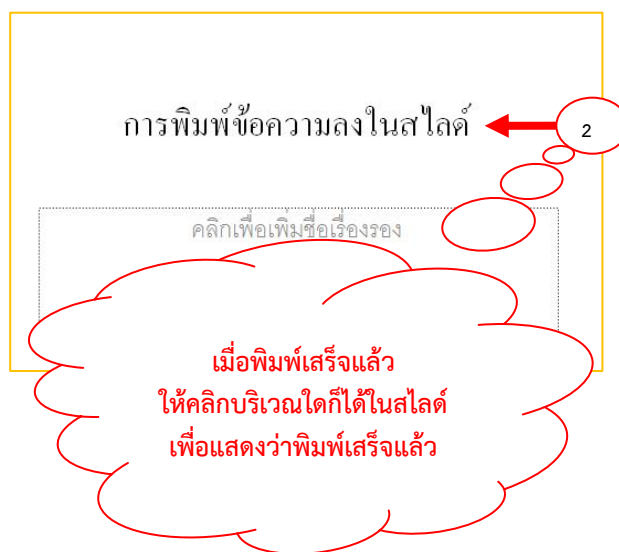 การพิมพ์ข้อความลงในสไลด์
2
คลิกเพื่อเพิ่มชื่อเรื่องรอง
เมื่อพิมพ์เสร็จแล้ว
ให้คลิกบริเวณใดก็ได้ในสไลด์
เพื่อแสดงว่าพิมพ์เสร็จแล้ว